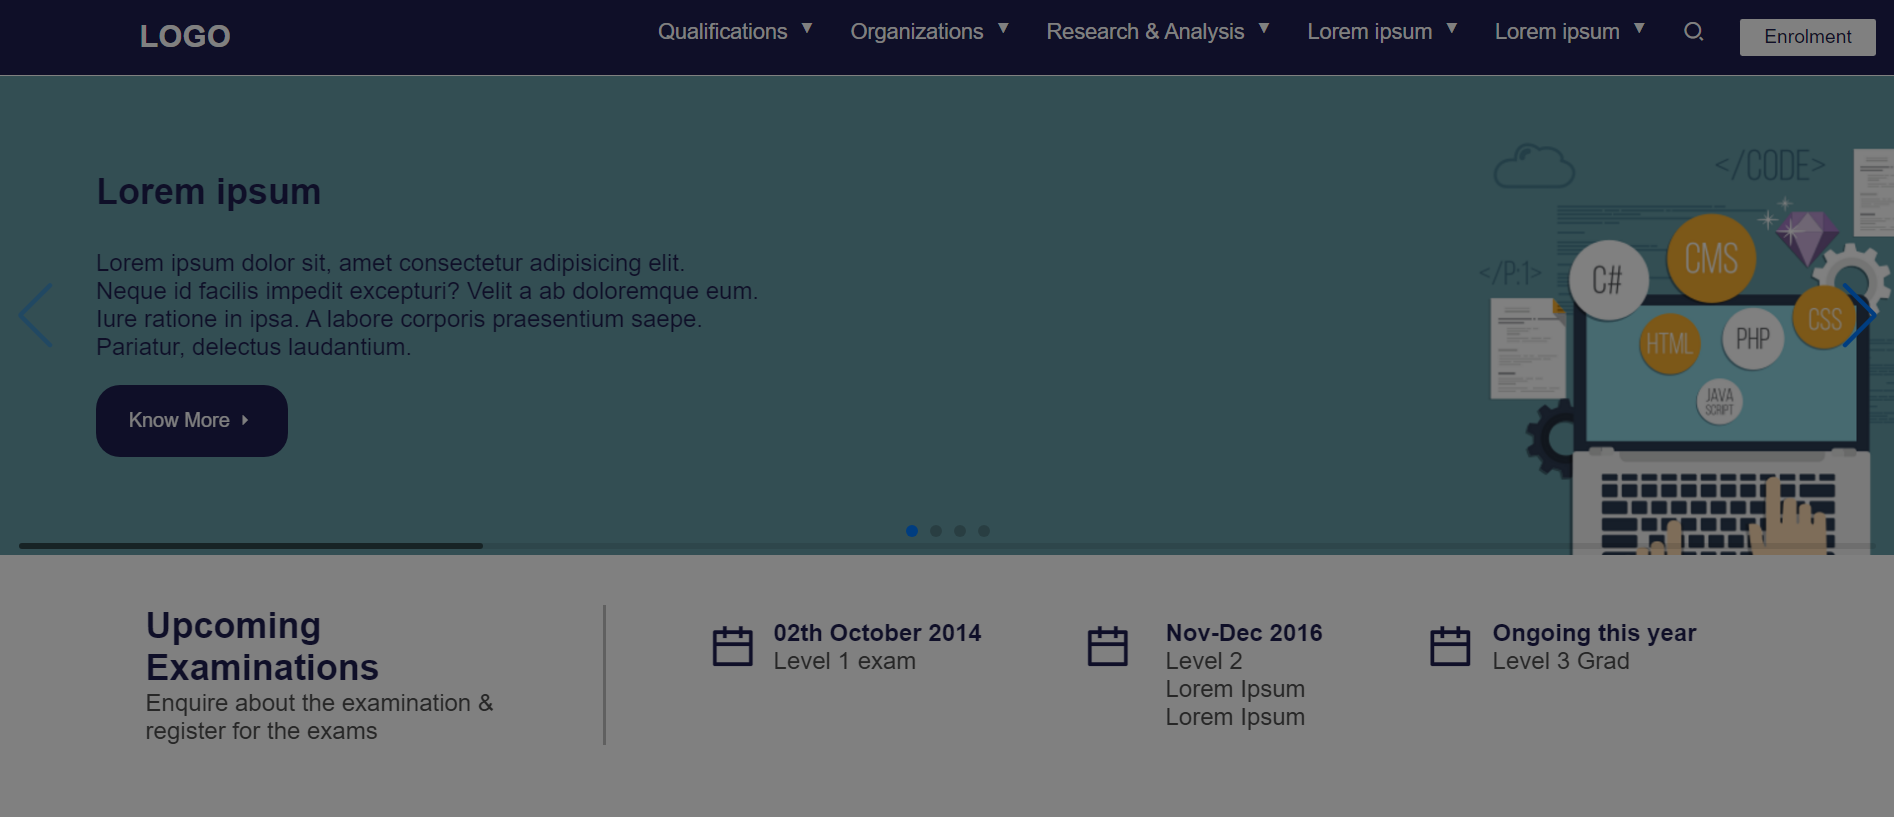 LOGO
Qualifications ▼
Organizations ▼
Research & Analysis ▼
Lorem ipsum ▼
Lorem ipsum ▼
Enrolment
Lorem ipsum
Lorem ipsum dolor sit, amet consectetur adipisicing elit.
Neque id facilis impedit excepturi? Velit a ab doloremque eum.
Iure ratione in ipsa. A labore corporis praesentium saepe.
Pariatur, delectus laudantium.
Know More
</CODE>
</P:1>
C#
CMS
HTML
PHP
CSS
JAVA
SCRIPT
Upcoming
Examinations
Enquire about the examination &
register for the exams
02th October 2014
Level 1 exam
Nov-Dec 2016
Level 2
Lorem Ipsum
Lorem Ipsum
Ongoing this year
Level 3 Grad